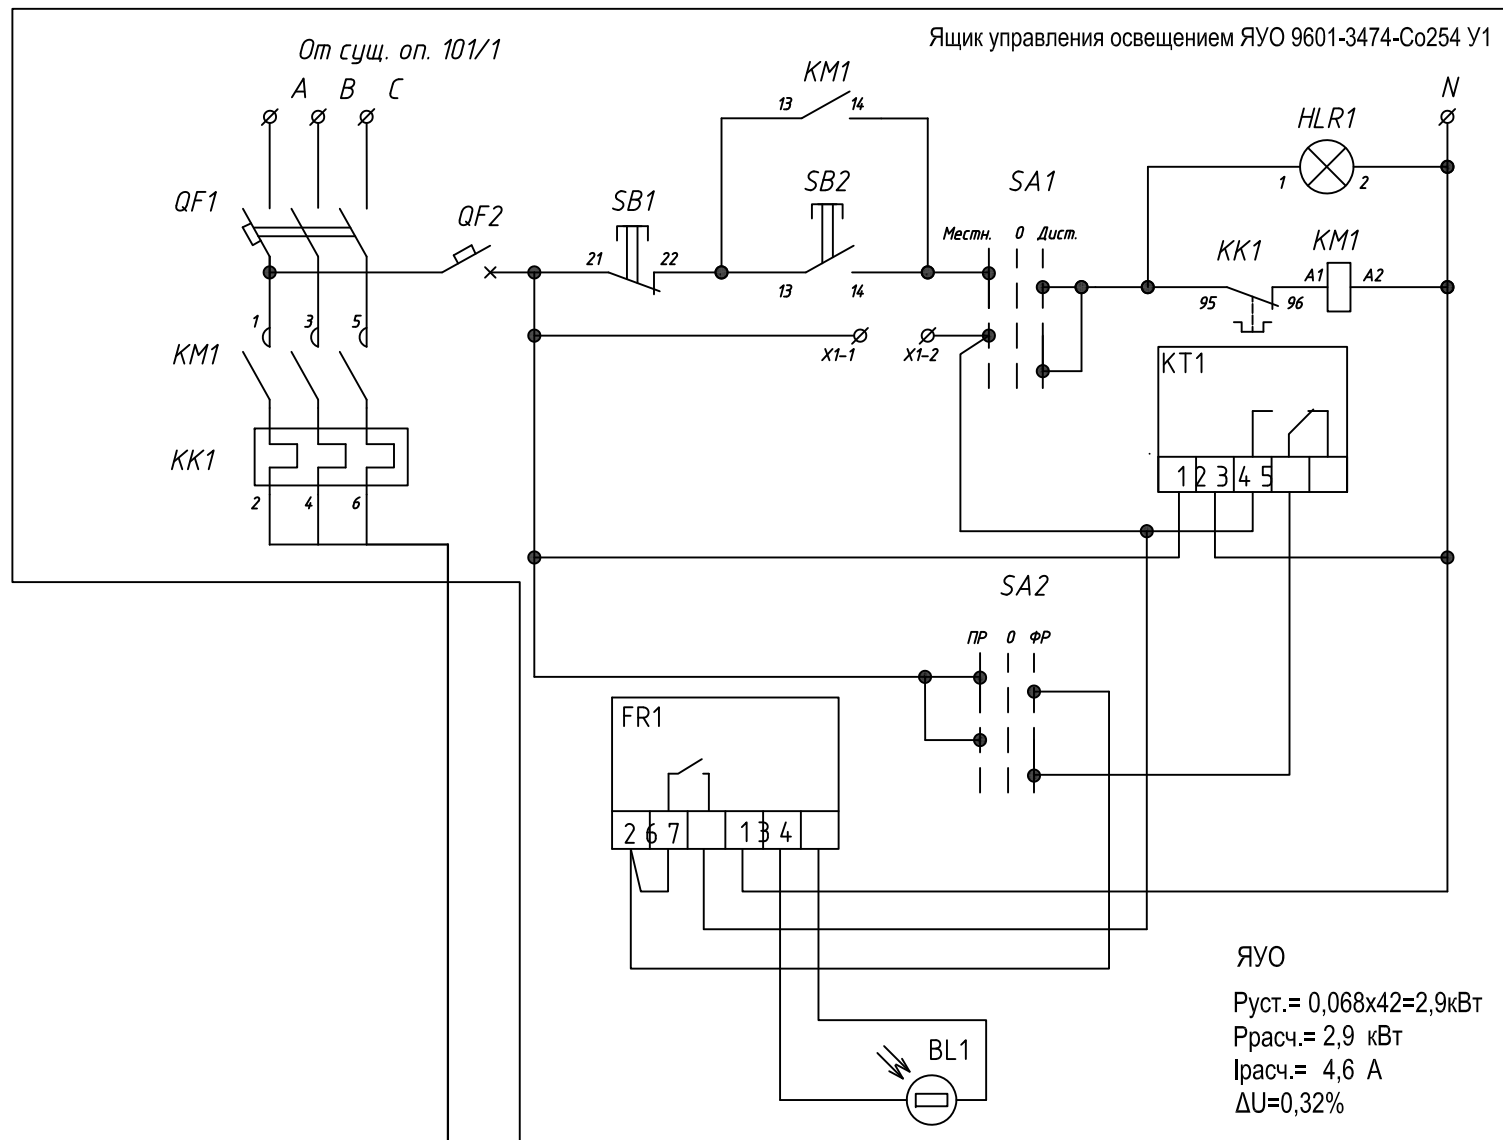 Ящик управления освещением ЯУО 9601-3474-Со254 У1
От сущ. оп. 101/1
A B C
N
KM1
13 14
HLR1
1 2
QF1
QF2
SB1
21 22
SB2
13 14
SA1
Местн. 0 Дист.
KK1
95 96
KM1
A1 A2
1 3 5
KM1
X1-1 X1-2
KT1
1 2 3 4 5
KK1
2 4 6
SA2
ПР 0 ФР
FR1
2 6 7 1 3 4
BL1
ЯУО
Руст.= 0,068х42=2,9кВт
Ррасч.= 2,9 кВт
Iрасч.= 4,6 А
ΔU=0,32%